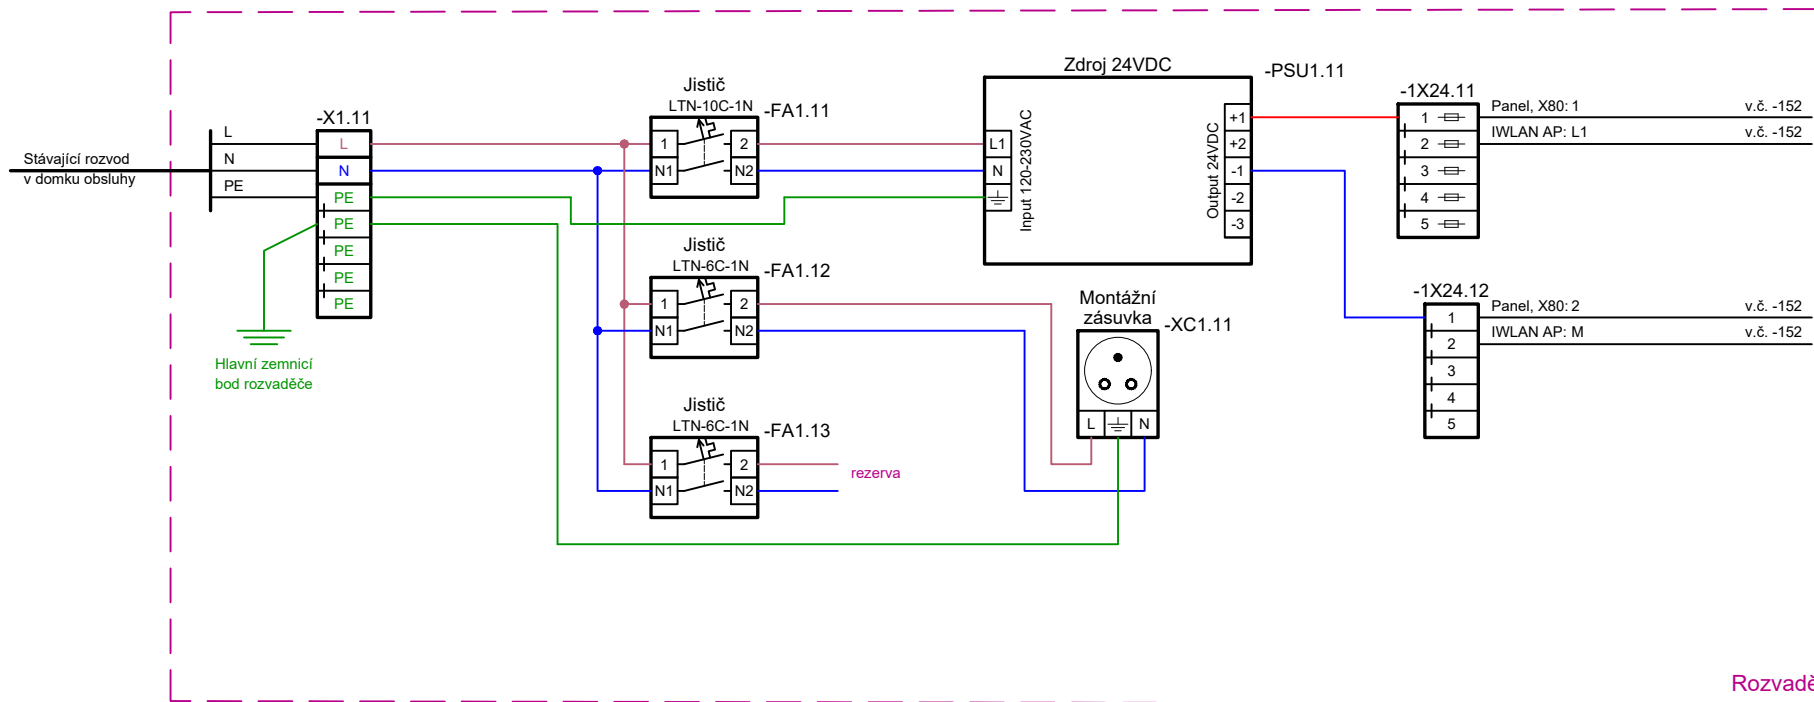 Stávající rozvod
v domku obsluhy
L
N
PE
-X1.11
L
N
PE
PE
PE
PE
PE
Hlavní zemnicí
bod rozvaděče
Jistič
LTN-10C-1N
-FA1.11
1
2
N1
N2
Jistič
LTN-6C-1N
-FA1.12
1
2
N1
N2
Jistič
LTN-6C-1N
-FA1.13
1
2
N1
N2
rezerva
Zdroj 24VDC
-PSU1.11
L1
N
Input 120-230VAC
Output 24VDC
+1
+2
-1
-2
-3
Montážní
zásuvka
-XC1.11
L
N
-1X24.11
1
2
3
4
5
Panel, X80: 1
v.č. -152
IWLAN AP: L1
v.č. -152
-1X24.12
1
2
3
4
5
Panel, X80: 2
v.č. -152
IWLAN AP: M
v.č. -152
Rozvadě